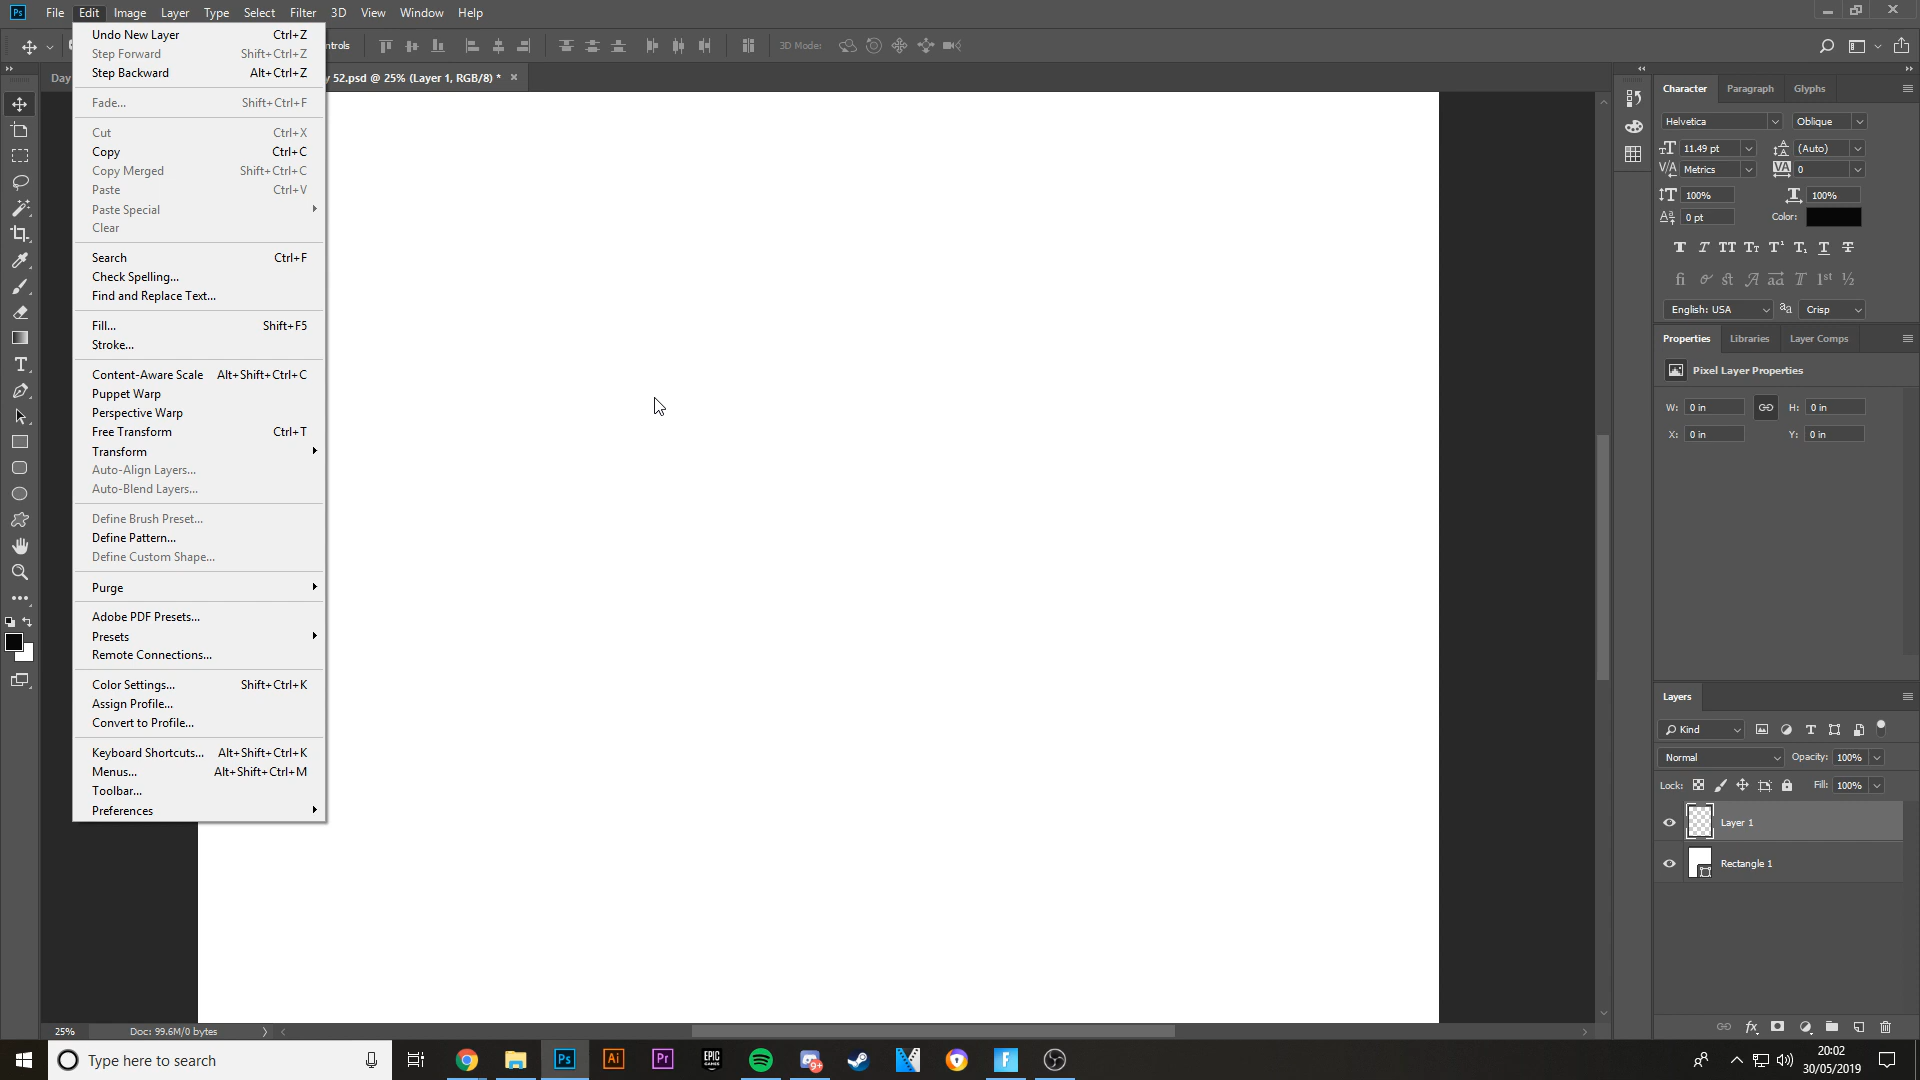 Ps File Edit Image Layer Type Select Filter 3D View Window Help
ntrols 3D Mode:
Day y 52.psd @ 25% (Layer 1, RGB/8) *
Undo New Layer Ctrl+Z
Step Forward Shift+Ctrl+Z
Step Backward Alt+Ctrl+Z
Fade... Shift+Ctrl+F
Cut Ctrl+X
Copy Ctrl+C
Copy Merged Shift+Ctrl+C
Paste Ctrl+V
Paste Special
Clear
Search Ctrl+F
Check Spelling...
Find and Replace Text...
Fill... Shift+F5
Stroke...
Content-Aware Scale Alt+Shift+Ctrl+C
Puppet Warp
Perspective Warp
Free Transform Ctrl+T
Transform
Auto-Align Layers...
Auto-Blend Layers...
Define Brush Preset...
Define Pattern...
Define Custom Shape...
Purge
Adobe PDF Presets...
Presets
Remote Connections...
Color Settings... Shift+Ctrl+K
Assign Profile...
Convert to Profile...
Keyboard Shortcuts... Alt+Shift+Ctrl+K
Menus... Alt+Shift+Ctrl+M
Toolbar...
Preferences
Character Paragraph Glyphs
Helvetica Oblique
11.49 pt (Auto)
Metrics 0
100% 100%
0 pt Color:
English: USA Crisp
Properties Libraries Layer Comps
Pixel Layer Properties
W: 0 in H: 0 in
X: 0 in Y: 0 in
Layers
Kind
Normal Opacity: 100%
Lock: Fill: 100%
Layer 1
Rectangle 1
25% Doc: 99.6M/0 bytes
Type here to search
Ps Ai Pr EPIC GAMES 9+
20:02
30/05/2019